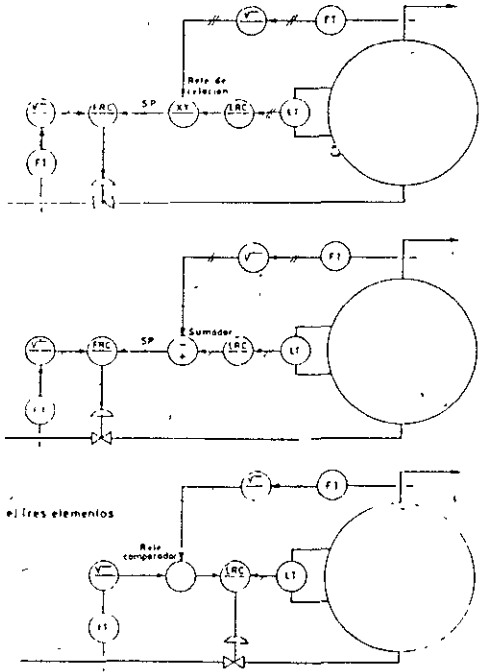 √ FT
Rele de
relacion
SP XY LRC LT
√ FRC
FT
√ FT
Sumador
√ FRC SP - + LRC LT
FT
√ FT
e) Tres elementos
Rele
comparador
√ LRC LT
FT